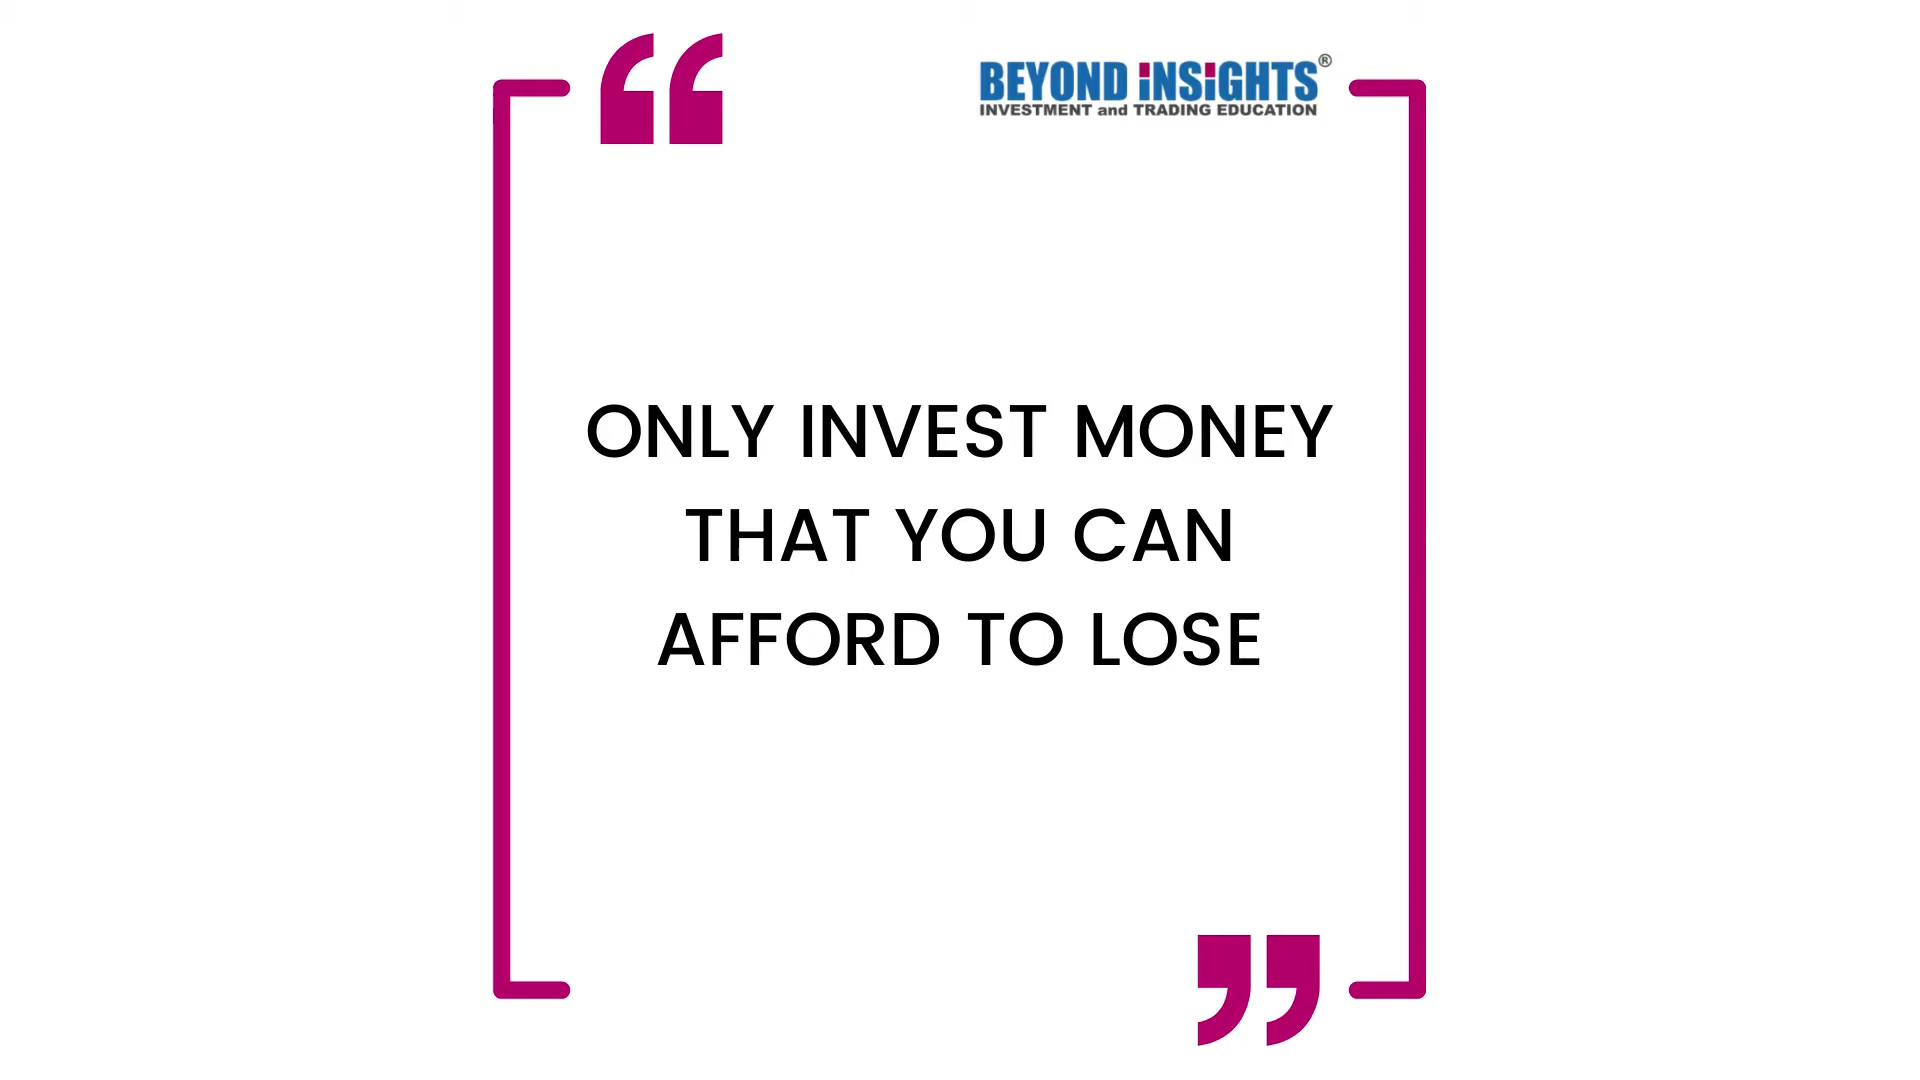 BEYOND iNSiGHTS®
INVESTMENT and TRADING EDUCATION
“
ONLY INVEST MONEY
THAT YOU CAN
AFFORD TO LOSE
”